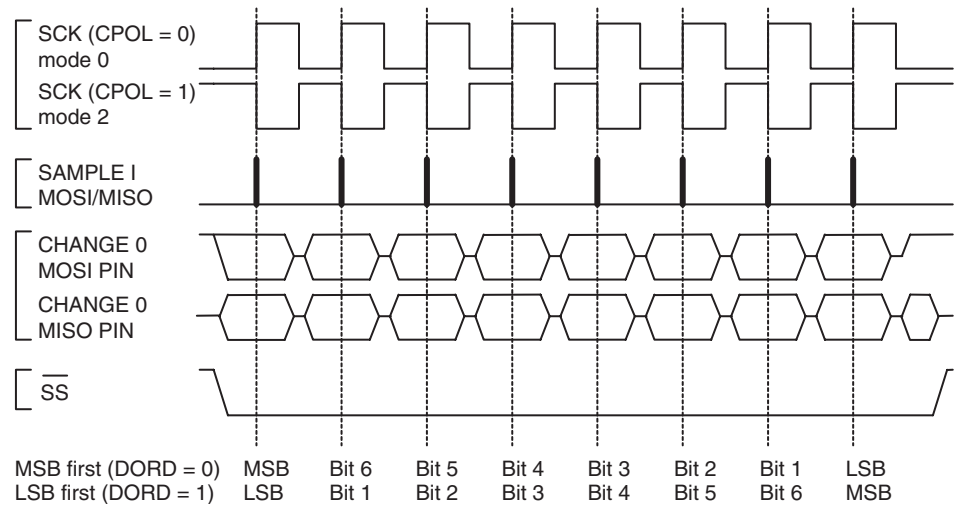 SCK (CPOL = 0)
mode 0
SCK (CPOL = 1)
mode 2
SAMPLE I
MOSI/MISO
CHANGE 0
MOSI PIN
CHANGE 0
MISO PIN
SS
MSB first (DORD = 0) MSB Bit 6 Bit 5 Bit 4 Bit 3 Bit 2 Bit 1 LSB
LSB first (DORD = 1) LSB Bit 1 Bit 2 Bit 3 Bit 4 Bit 5 Bit 6 MSB